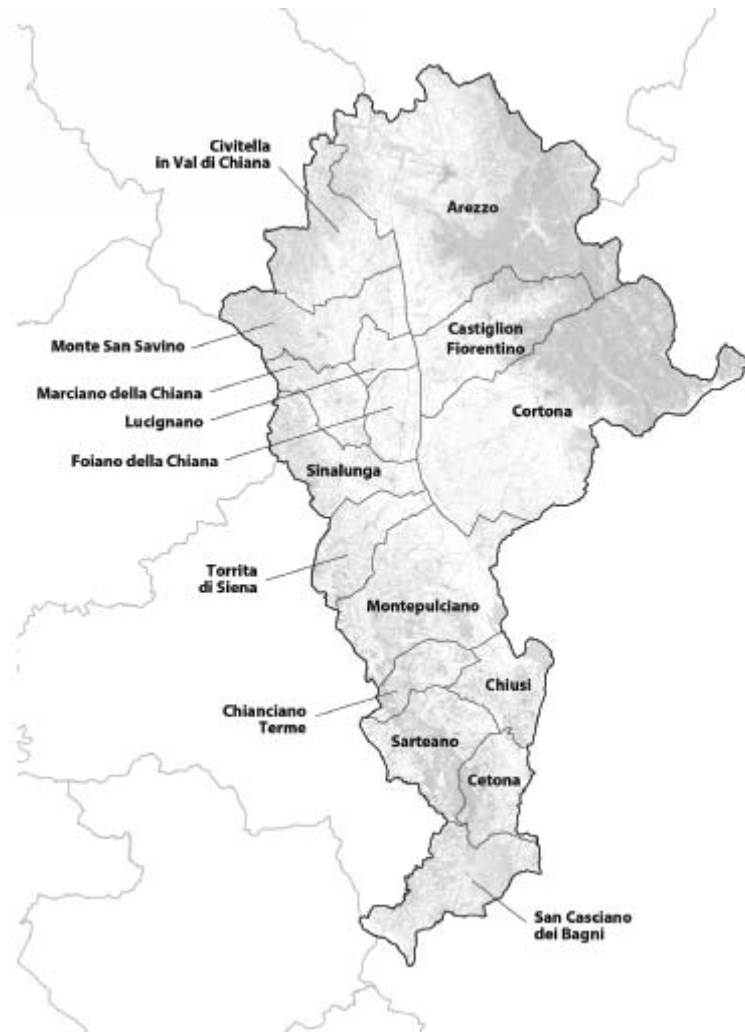 Civitella
in Val di Chiana
Arezzo
Castiglion
Fiorentino
Monte San Savino
Marciano della Chiana
Lucignano
Cortona
Foiano della Chiana
Sinalunga
Torrita
di Siena
Montepulciano
Chiusi
Chianciano
Terme
Sarteano
Cetona
San Casciano
dei Bagni